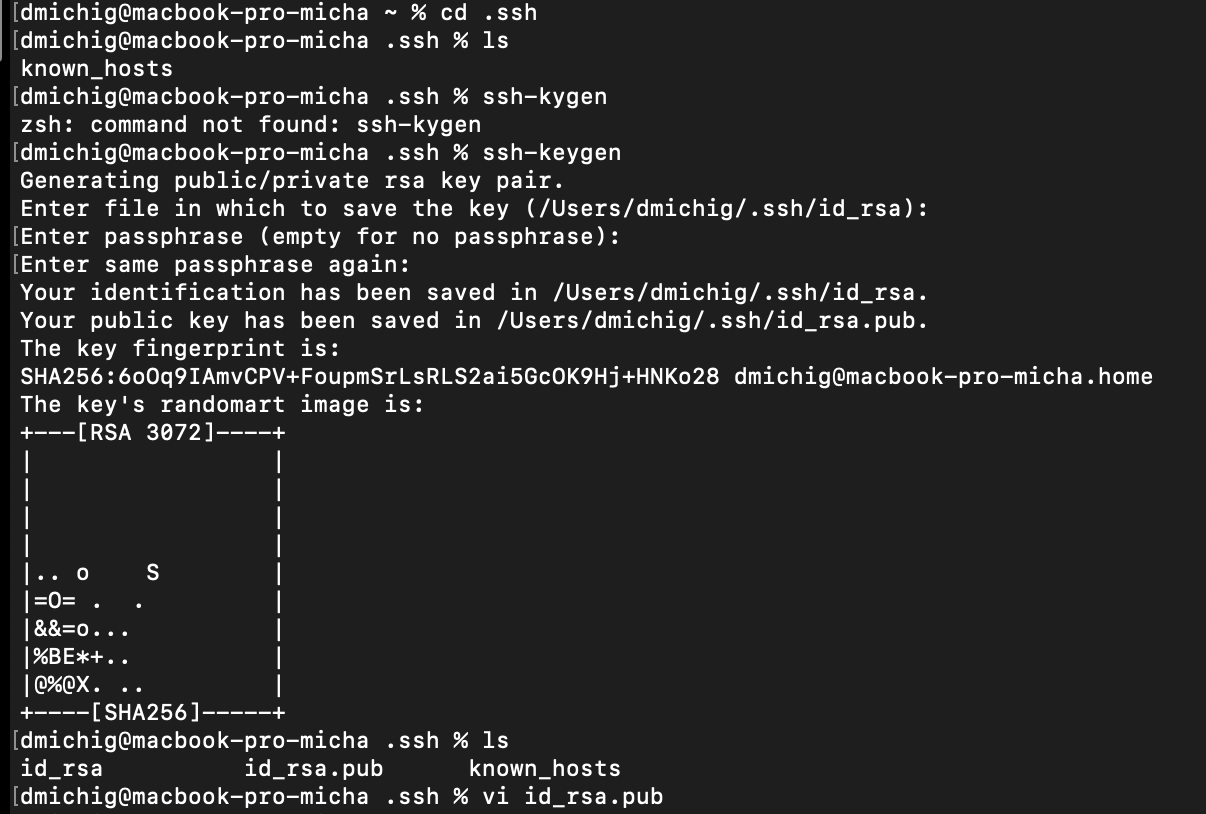 [dmichig@macbook-pro-micha ~ % cd .ssh
[dmichig@macbook-pro-micha .ssh % ls
known_hosts
[dmichig@macbook-pro-micha .ssh % ssh-kygen
zsh: command not found: ssh-kygen
[dmichig@macbook-pro-micha .ssh % ssh-keygen
Generating public/private rsa key pair.
Enter file in which to save the key (/Users/dmichig/.ssh/id_rsa):
[Enter passphrase (empty for no passphrase):
[Enter same passphrase again:
Your identification has been saved in /Users/dmichig/.ssh/id_rsa.
Your public key has been saved in /Users/dmichig/.ssh/id_rsa.pub.
The key fingerprint is:
SHA256:6oOq9IAmvCPV+FoupmSrLsRLS2ai5GcOK9Hj+HNKo28 dmichig@macbook-pro-micha.home
The key's randomart image is:
+---[RSA 3072]----+
|                 |
|                 |
|                 |
|                 |
|.. o    S        |
|=O= .  .         |
|&&=o...          |
|%BE*+..          |
|@%@X. ..         |
+----[SHA256]-----+
[dmichig@macbook-pro-micha .ssh % ls
id_rsa          id_rsa.pub      known_hosts
[dmichig@macbook-pro-micha .ssh % vi id_rsa.pub